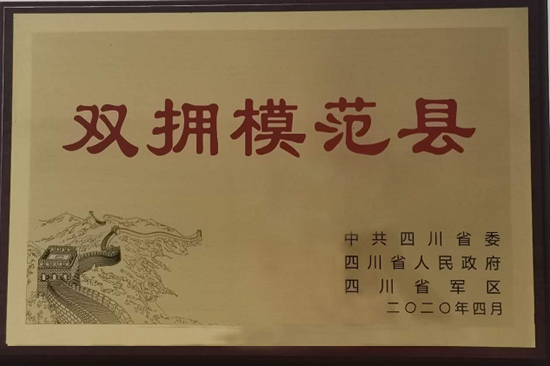 双拥模范县
中共四川省委
四川省人民政府
四川省军区
二〇二〇年四月